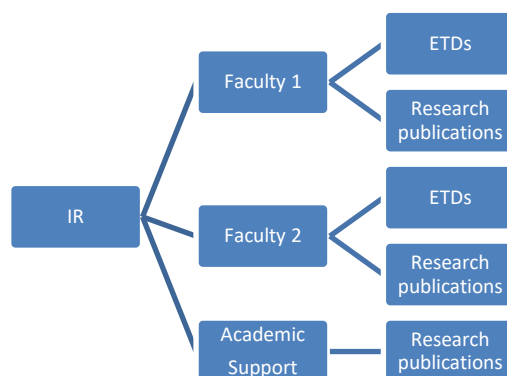 IR
Faculty 1
ETDs
Research
publications
Faculty 2
ETDs
Research
publications
Academic
Support
Research
publications